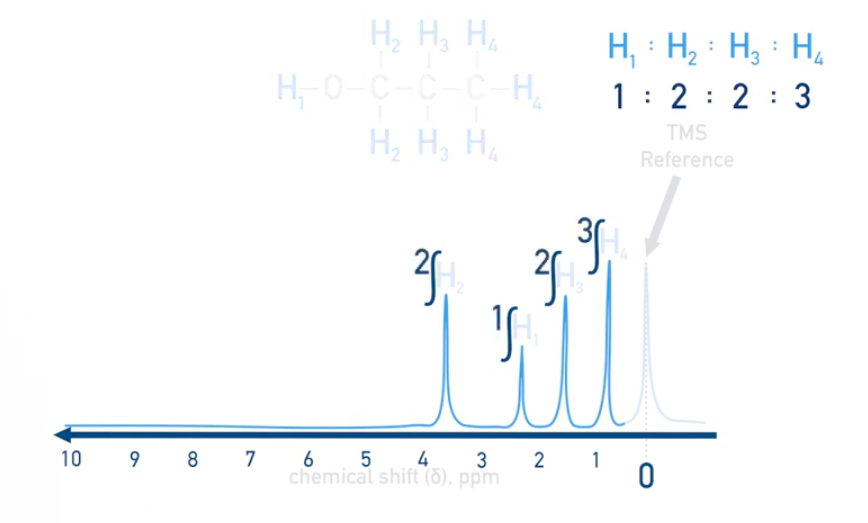 H₂ H₃ H₄
H₁–O–C–C–C–H₄
H₂ H₃ H₄
H₁ : H₂ : H₃ : H₄
1 : 2 : 2 : 3
TMS
Reference
3∫H₄
2∫H₂
2∫H₃
1∫H₁
10 9 8 7 6 5 4 3 2 1 0
chemical shift (δ), ppm